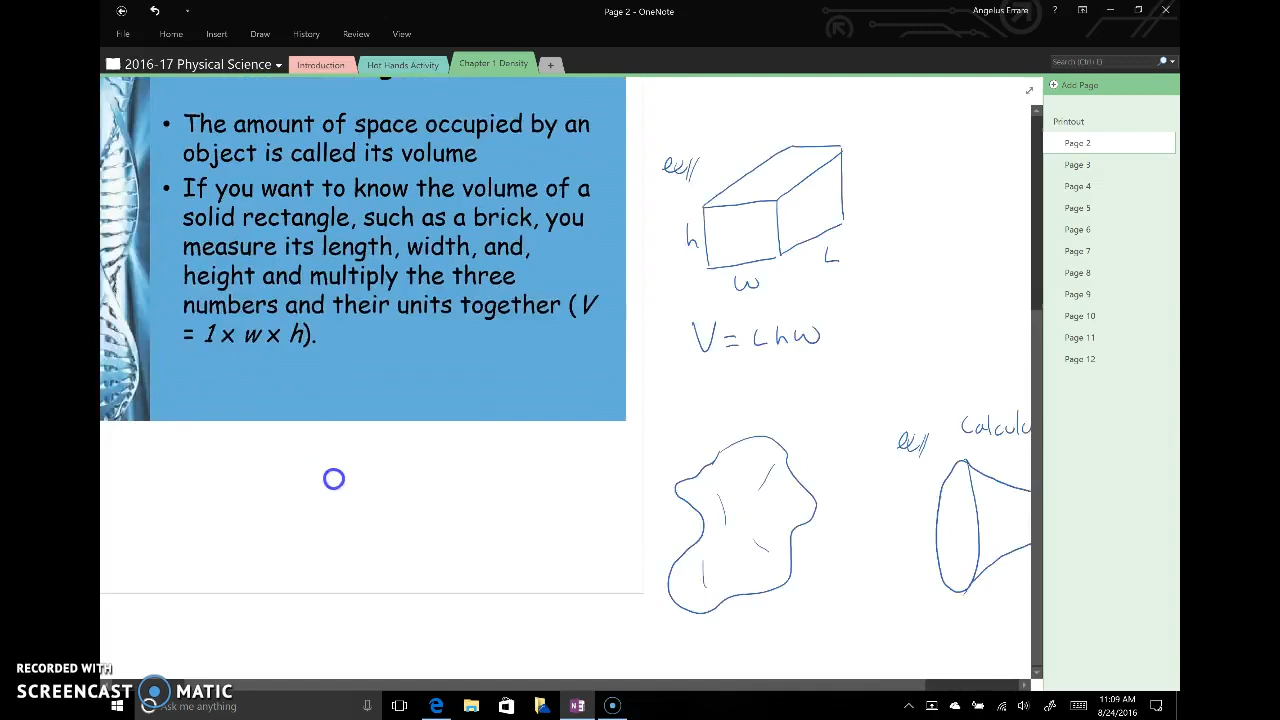 Page 2 - OneNote
Angelus Errare
?
File
Home
Insert
Draw
History
Review
View
2016-17 Physical Science
Introduction
Hot Hands Activity
Chapter 1 Density
+
Search (Ctrl+E)
Add Page
Printout
Page 2
Page 3
Page 4
Page 5
Page 6
Page 7
Page 8
Page 9
Page 10
Page 11
Page 12
• The amount of space occupied by an
object is called its volume
• If you want to know the volume of a
solid rectangle, such as a brick, you
measure its length, width, and,
height and multiply the three
numbers and their units together (V
= 1 x w x h).
h
L
w
V = L h w
Calcul
RECORDED WITH
SCREENCAST MATIC
Ask me anything
11:09 AM
8/24/2016